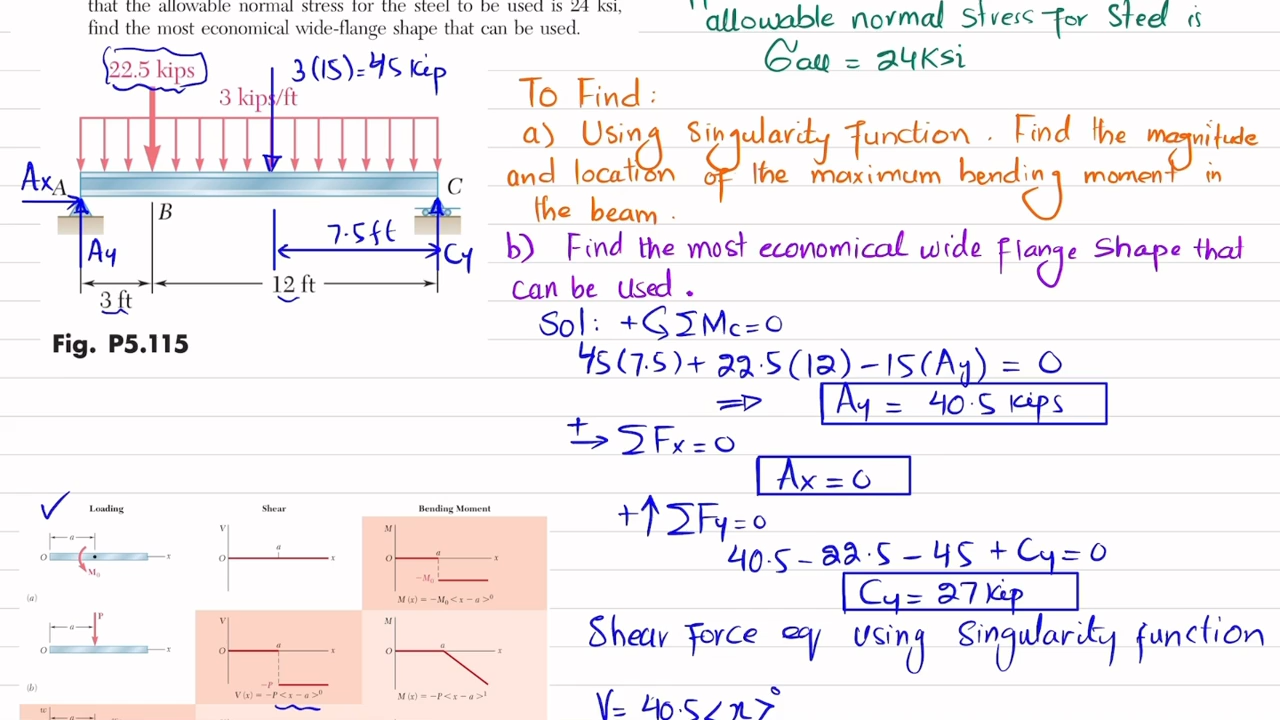 that the allowable normal stress for the steel to be used is 24 ksi,
find the most economical wide-flange shape that can be used.
22.5 kips
3(15)=45 Kip
3 kips/ft
Ax
A
C
B
Ay
7.5ft
Cy
3 ft
12 ft
Fig. P5.115
allowable normal stress for Steel is
σall = 24Ksi
To Find:
a) Using Singularity function. Find the magnitude
and location of the maximum bending moment in
the beam.
b) Find the most economical wide flange shape that
can be used.
Sol: +↺ ΣMc=0
45(7.5)+22.5(12)-15(Ay) = 0
⇒ Ay = 40.5 kips
+→ ΣFx=0
Ax=0
+↑ ΣFy=0
40.5-22.5-45+Cy=0
Cy=27 kip
Shear Force eq using Singularity function
V= 40.5<x>⁰
✓ Loading Shear Bending Moment
a
O x
M₀
(a)
V
a
O x
M
a
O x
-M₀
M(x) = -M₀<x-a>⁰
a P
O x
(b)
V
a
O x
-P
V(x) = -P<x-a>⁰
M
a
O x
M(x) = -P<x-a>¹
w
a